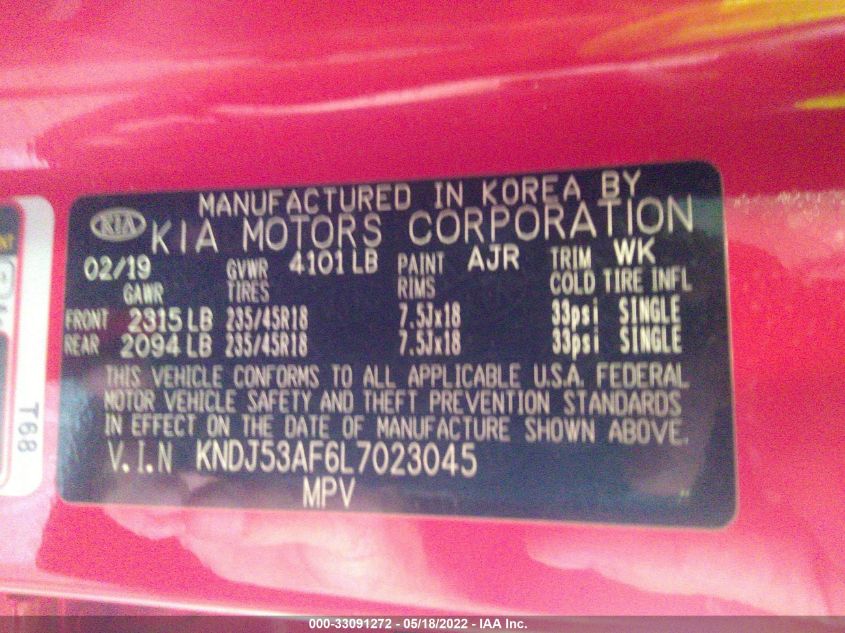 MANUFACTURED IN KOREA BY
KIA KIA MOTORS CORPORATION
02/19 GVWR 4101 LB PAINT AJR TRIM WK
GAWR TIRES RIMS COLD TIRE INFL
FRONT 2315 LB 235/45R18 7.5Jx18 33psi SINGLE
REAR 2094 LB 235/45R18 7.5Jx18 33psi SINGLE
THIS VEHICLE CONFORMS TO ALL APPLICABLE U.S.A. FEDERAL
MOTOR VEHICLE SAFETY AND THEFT PREVENTION STANDARDS
IN EFFECT ON THE DATE OF MANUFACTURE SHOWN ABOVE.
V.I.N KNDJ53AF6L7023045
MPV
T68
000-33091272 - 05/18/2022 - IAA Inc.